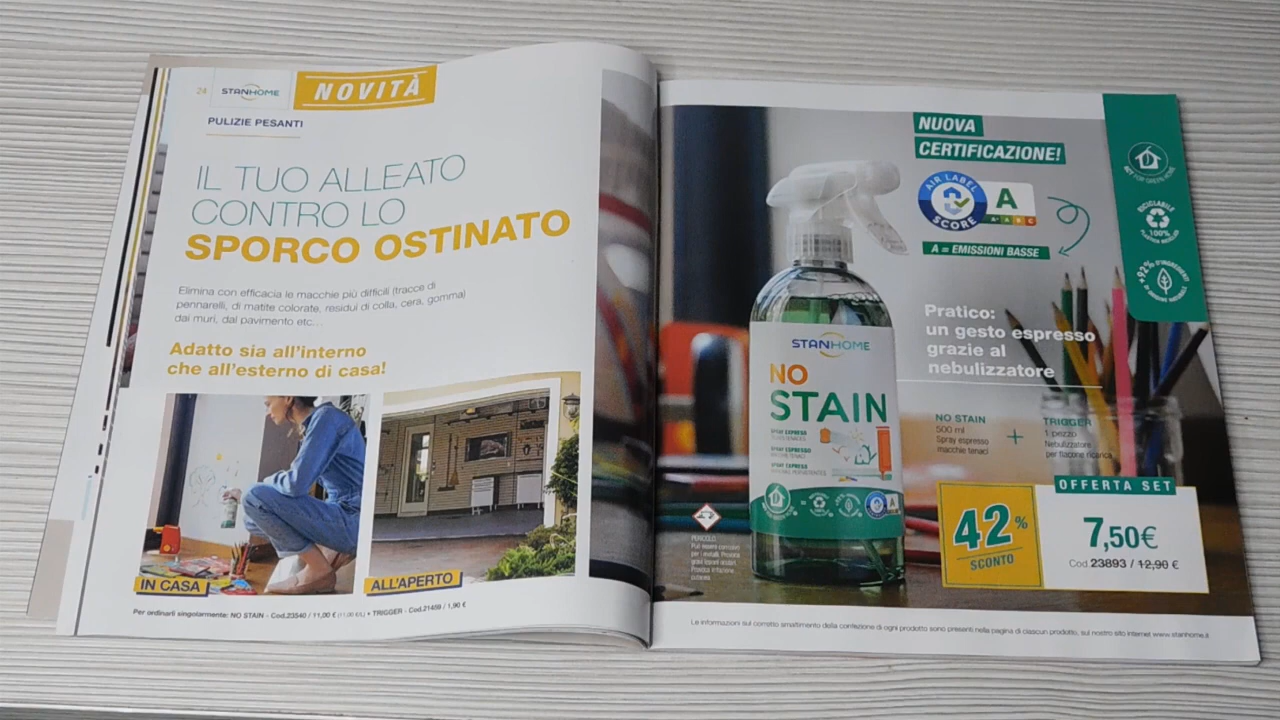 24
STANHOME
NOVITÀ
PULIZIE PESANTI
IL TUO ALLEATO
CONTRO LO
SPORCO OSTINATO
Elimina con efficacia le macchie più difficili (tracce di
pennarelli, di matite colorate, residui di colla, cera, gomma)
dai muri, dal pavimento etc…
Adatto sia all'interno
che all'esterno di casa!
IN CASA
ALL'APERTO
Per ordinarli singolarmente: NO STAIN - Cod.23540 / 11,00 € • TRIGGER - Cod.21459 / 1,90 €
NUOVA
CERTIFICAZIONE!
AIR LABEL
SCORE
A
A+ A B C
A = EMISSIONI BASSE
ACT FOR GREEN HOME
RICICLABILE
100%
+92% D'INGREDIENTI
Pratico:
un gesto espresso
grazie al
nebulizzatore
STANHOME
NO
STAIN
SPRAY ESPRESSO
SPRAY ESPRESSO
SPRAY ESPRESSO
NO STAIN
500 ml
Spray espresso
macchie tenaci
+
TRIGGER
1 pezzo
Nebulizzatore
per flacone ricarica
OFFERTA SET
42%
SCONTO
7,50€
Cod.23893 / 12,90 €
PERICOLO
Le informazioni sul corretto smaltimento della confezione di ogni prodotto sono presenti nella pagina di ciascun prodotto, sul nostro sito internet www.stanhome.it